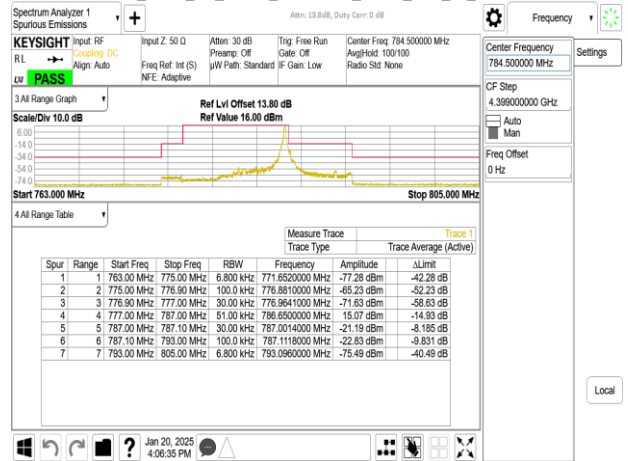 Spectrum Analyzer 1
Spurious Emissions
Attn: 13.8dB, Duty Corr: 0 dB
Frequency
KEYSIGHT
RL
LXI PASS
Input: RF
Coupling: DC
Align: Auto
Input Z: 50 Ω
Freq Ref: Int (S)
NFE: Adaptive
Atten: 30 dB
Preamp: Off
µW Path: Standard
Trig: Free Run
Gate: Off
IF Gain: Low
Center Freq: 784.500000 MHz
Avg|Hold: 100/100
Radio Std: None
Center Frequency
784.500000 MHz
Settings
CF Step
4.399000000 GHz
Auto
Man
Freq Offset
0 Hz
3 All Range Graph
Scale/Div 10.0 dB
Ref Lvl Offset 13.80 dB
Ref Value 16.00 dBm
6.00
-14.0
-34.0
-54.0
-74.0
Start 763.000 MHz
Stop 805.000 MHz
4 All Range Table
Measure Trace Trace 1
Trace Type Trace Average (Active)
Spur Range Start Freq Stop Freq RBW Frequency Amplitude ΔLimit
1 1 763.00 MHz 775.00 MHz 6.800 kHz 771.6520000 MHz -77.28 dBm -42.28 dB
2 2 775.00 MHz 776.90 MHz 100.0 kHz 776.8810000 MHz -65.23 dBm -52.23 dB
3 3 776.90 MHz 777.00 MHz 30.00 kHz 776.9641000 MHz -71.63 dBm -58.63 dB
4 4 777.00 MHz 787.00 MHz 51.00 kHz 786.6500000 MHz 15.07 dBm -14.93 dB
5 5 787.00 MHz 787.10 MHz 30.00 kHz 787.0014000 MHz -21.19 dBm -8.185 dB
6 6 787.10 MHz 793.00 MHz 100.0 kHz 787.1118000 MHz -22.83 dBm -9.831 dB
7 7 793.00 MHz 805.00 MHz 6.800 kHz 793.0960000 MHz -75.49 dBm -40.49 dB
Local
?
Jan 20, 2025
4:06:35 PM